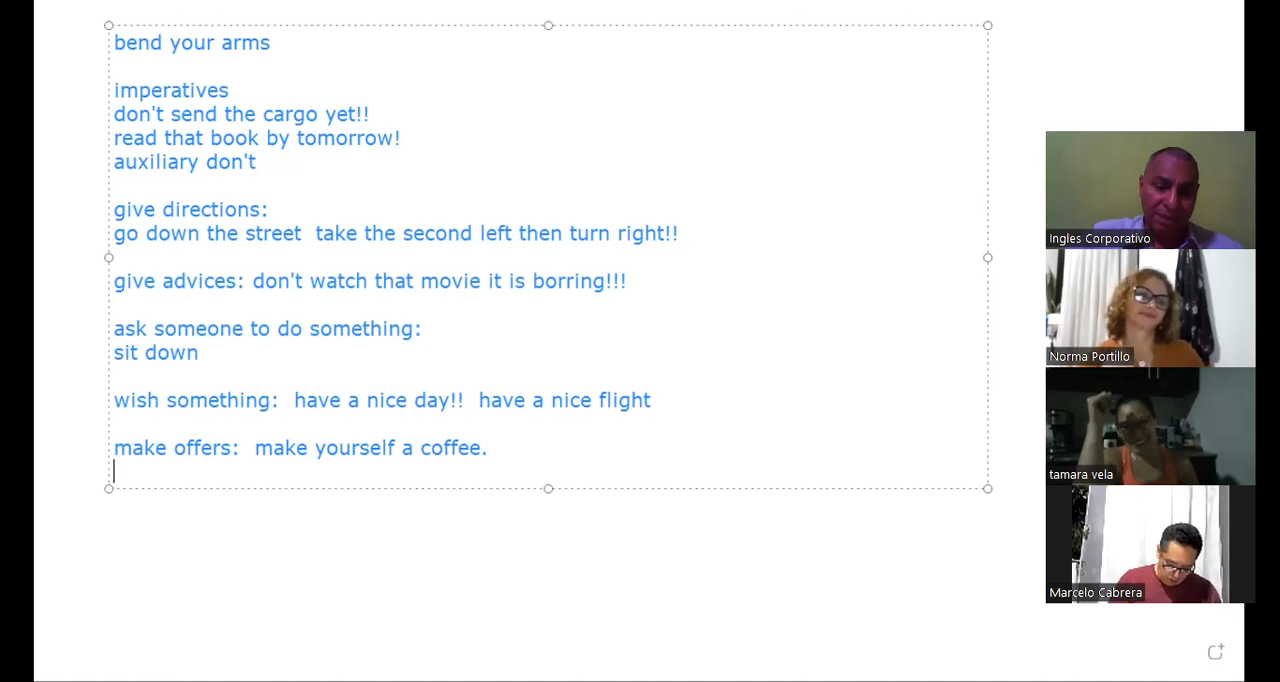 bend your arms
imperatives
don't send the cargo yet!!
read that book by tomorrow!
auxiliary don't
give directions:
go down the street  take the second left then turn right!!
give advices: don't watch that movie it is borring!!!
ask someone to do something:
sit down
wish something:  have a nice day!!  have a nice flight
make offers:  make yourself a coffee.
Ingles Corporativo
Norma Portillo
tamara vela
Marcelo Cabrera